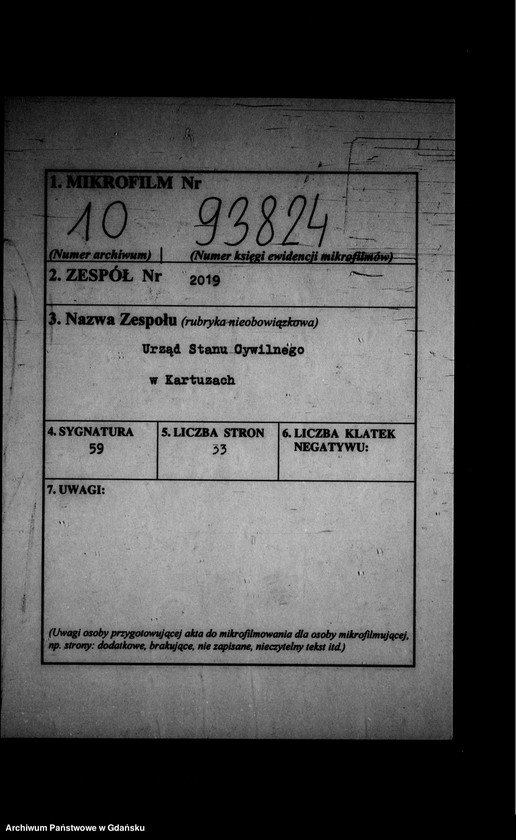 1. MIKROFILM Nr
10 93824
(Numer archiwum) | (Numer księgi ewidencji mikrofilmów)
2. ZESPÓŁ Nr 2019
3. Nazwa Zespołu (rubryka nieobowiązkowa)
Urząd Stanu Cywilnego
w Kartuzach
4. SYGNATURA 5. LICZBA STRON 6. LICZBA KLATEK
59 33 NEGATYWU:
7. UWAGI:
(Uwagi osoby przygotowującej akta do mikrofilmowania dla osoby mikrofilmującej,
np. strony: dodatkowe, brakujące, nie zapisane, nieczytelny tekst itd.)
Archiwum Państwowe w Gdańsku